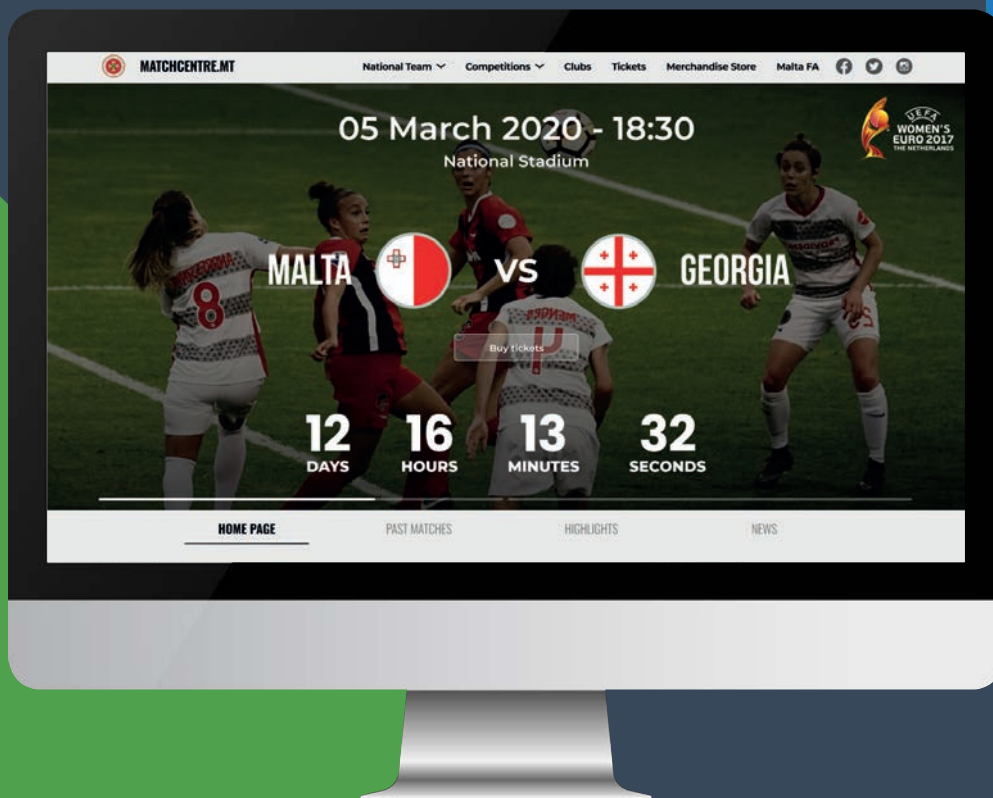 MATCHCENTRE.MT
National Team Competitions Clubs Tickets Merchandise Store Malta FA
05 March 2020 - 18:30
National Stadium
UEFA
WOMEN'S
EURO 2017
THE NETHERLANDS
MALTA VS GEORGIA
8
Buy tickets
12 16 13 32
DAYS HOURS MINUTES SECONDS
HOME PAGE PAST MATCHES HIGHLIGHTS NEWS